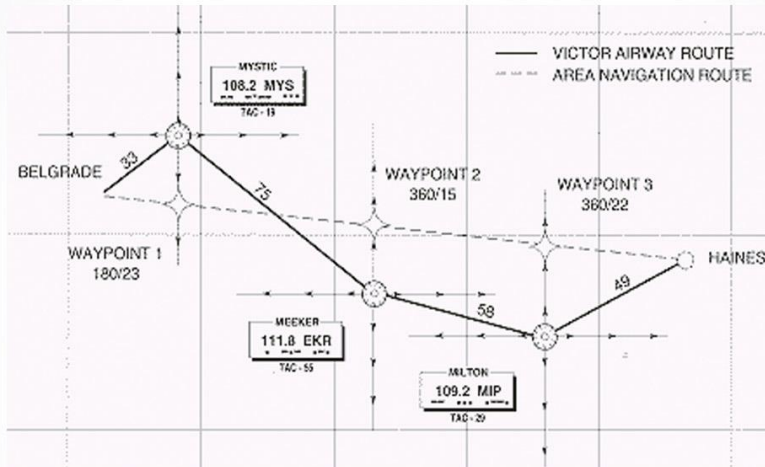 VICTOR AIRWAY ROUTE
AREA NAVIGATION ROUTE
MYSTIC
108.2 MYS
TAC - 19
BELGRADE
33
75
WAYPOINT 2
360/15
WAYPOINT 3
360/22
WAYPOINT 1
180/23
HAINES
49
58
MEEKER
111.8 EKR
TAC - 55
MILTON
109.2 MIP
TAC - 29